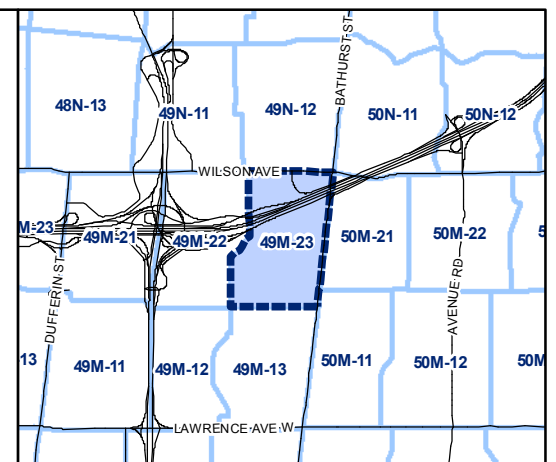 BATHURST ST
48N-13
49N-11
49N-12
50N-11
50N-12
WILSON AVE
M-23
49M-21
49M-22
49M-23
50M-21
50M-22
5
DUFFERIN ST
AVENUE RD
13
49M-11
49M-12
49M-13
50M-11
50M-12
50M
LAWRENCE AVE W